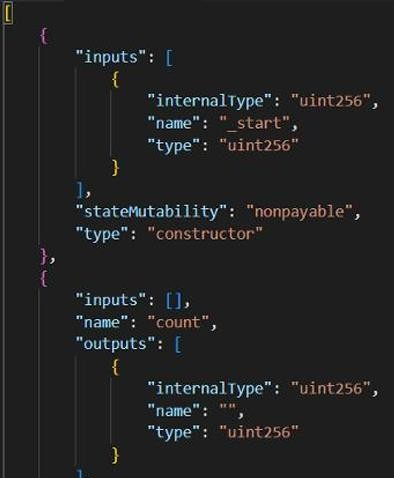 [
    {
        "inputs": [
            {
                "internalType": "uint256",
                "name": "_start",
                "type": "uint256"
            }
        ],
        "stateMutability": "nonpayable",
        "type": "constructor"
    },
    {
        "inputs": [],
        "name": "count",
        "outputs": [
            {
                "internalType": "uint256",
                "name": "",
                "type": "uint256"
            }
        ]